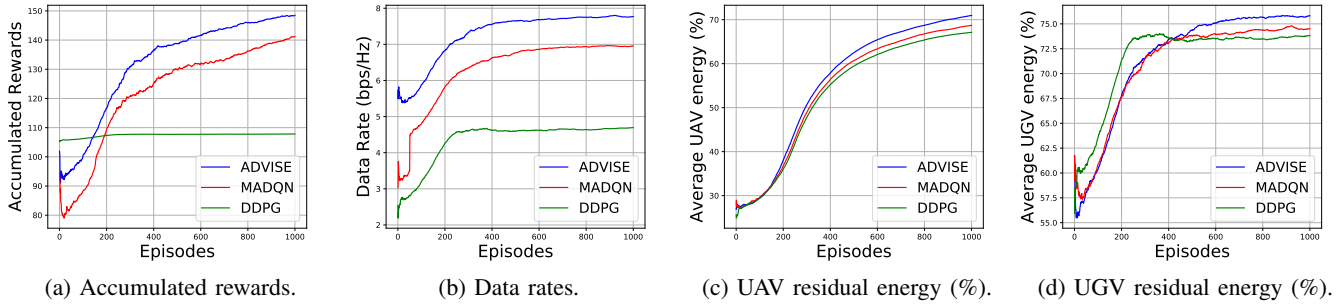 Accumulated Rewards
150
140
130
120
110
100
90
80
0 200 400 600 800 1000
Episodes
ADVISE
MADQN
DDPG
(a) Accumulated rewards.
Data Rate (bps/Hz)
8
7
6
5
4
3
2
0 200 400 600 800 1000
Episodes
ADVISE
MADQN
DDPG
(b) Data rates.
Average UAV energy (%)
70
60
50
40
30
0 200 400 600 800 1000
Episodes
ADVISE
MADQN
DDPG
(c) UAV residual energy (%).
Average UGV energy (%)
75.0
72.5
70.0
67.5
65.0
62.5
60.0
57.5
55.0
0 200 400 600 800 1000
Episodes
ADVISE
MADQN
DDPG
(d) UGV residual energy (%).